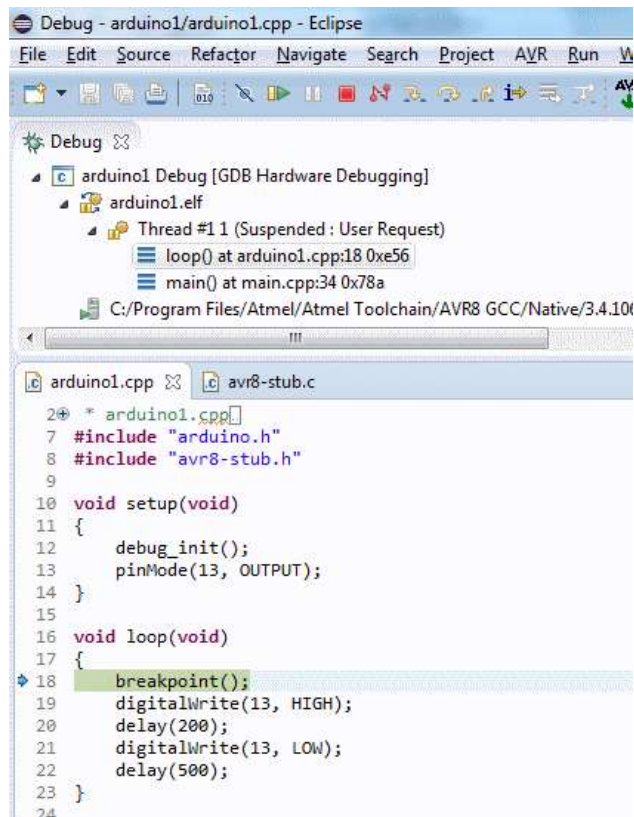 Debug - arduino1/arduino1.cpp - Eclipse
File Edit Source Refactor Navigate Search Project AVR Run W
010 AV
Debug
c arduino1 Debug [GDB Hardware Debugging]
arduino1.elf
Thread #1 1 (Suspended : User Request)
loop() at arduino1.cpp:18 0xe56
main() at main.cpp:34 0x78a
C:/Program Files/Atmel/Atmel Toolchain/AVR8 GCC/Native/3.4.106
.c arduino1.cpp .c avr8-stub.c
2 * arduino1.cpp
7 #include "arduino.h"
8 #include "avr8-stub.h"
9
10 void setup(void)
11 {
12 debug_init();
13 pinMode(13, OUTPUT);
14 }
15
16 void loop(void)
17 {
18 breakpoint();
19 digitalWrite(13, HIGH);
20 delay(200);
21 digitalWrite(13, LOW);
22 delay(500);
23 }
24